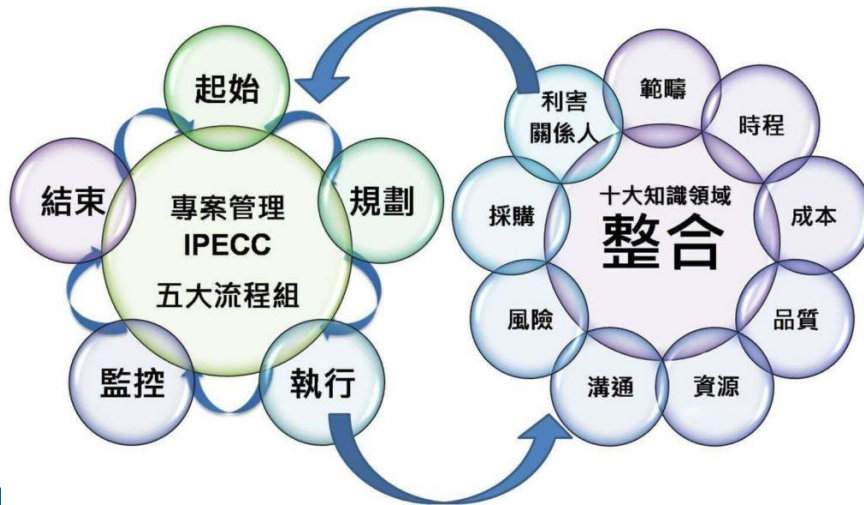 起始
規劃
執行
監控
結束
專案管理
IPECC
五大流程組
十大知識領域
整合
範疇
時程
成本
品質
資源
溝通
風險
採購
利害
關係人